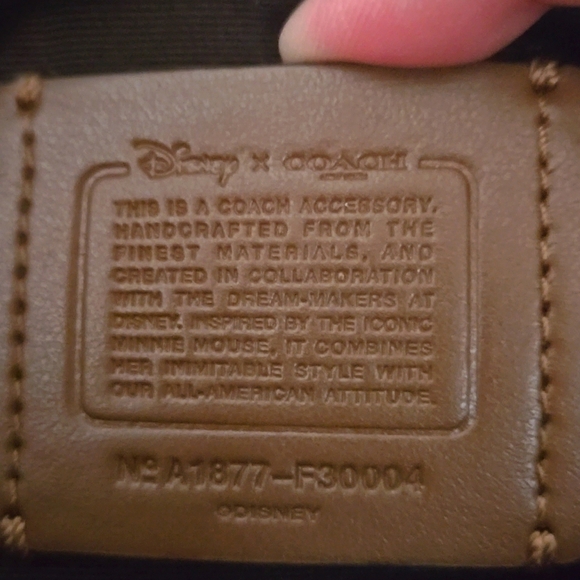 Disney x COACH
THIS IS A COACH ACCESSORY.
HANDCRAFTED FROM THE
FINEST MATERIALS, AND
CREATED IN COLLABORATION
WITH THE DREAM-MAKERS AT
DISNEY. INSPIRED BY THE ICONIC
MINNIE MOUSE, IT COMBINES
HER INIMITABLE STYLE WITH
OUR ALL-AMERICAN ATTITUDE.
Nº A1877-F30004
©DISNEY